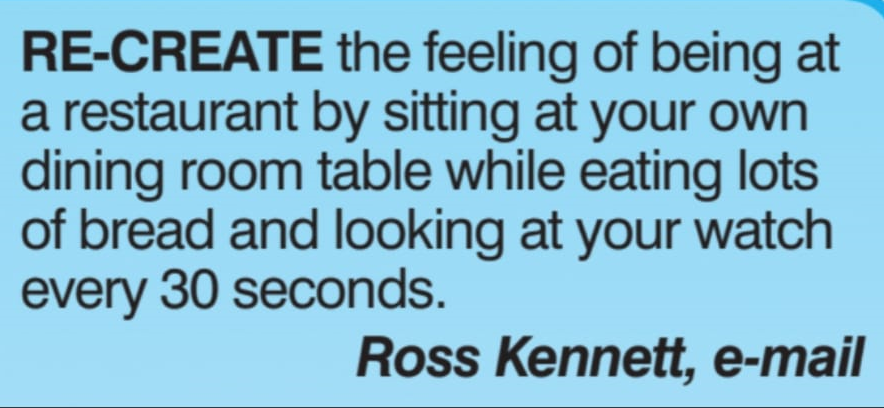 RE-CREATE the feeling of being at
a restaurant by sitting at your own
dining room table while eating lots
of bread and looking at your watch
every 30 seconds.
Ross Kennett, e-mail